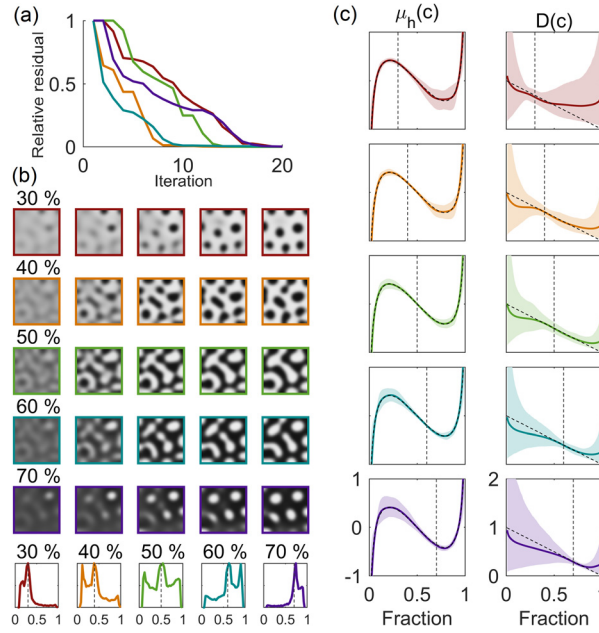 (a)
Relative residual
1
0.5
0
0
10
20
Iteration
(b)
30 %
40 %
50 %
60 %
70 %
30 %
40 %
50 %
60 %
70 %
0 0.5 1
0 0.5 1
0 0.5 1
0 0.5 1
0 0.5 1
(c)
μh(c)
D(c)
1
0
-1
0
0.5
1
Fraction
2
1
0
0
0.5
1
Fraction